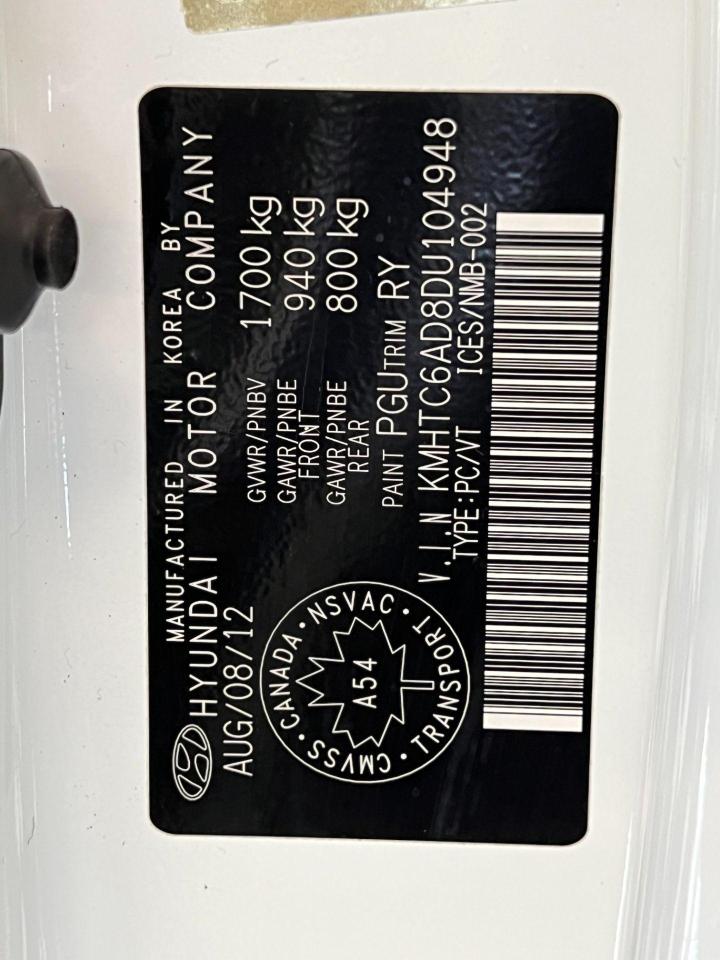 MANUFACTURED IN KOREA BY
HYUNDAI MOTOR COMPANY
AUG/08/12
GVWR/PNBV 1700 kg
GAWR/PNBE FRONT 940 kg
GAWR/PNBE REAR 800 kg
PAINT PGU TRIM RY
V.I.N KMHTC6AD8DU104948
TYPE:PC/VT ICES/NMB-002
CANADA • NSVAC •
TRANSPORT • CMVSS •
A54